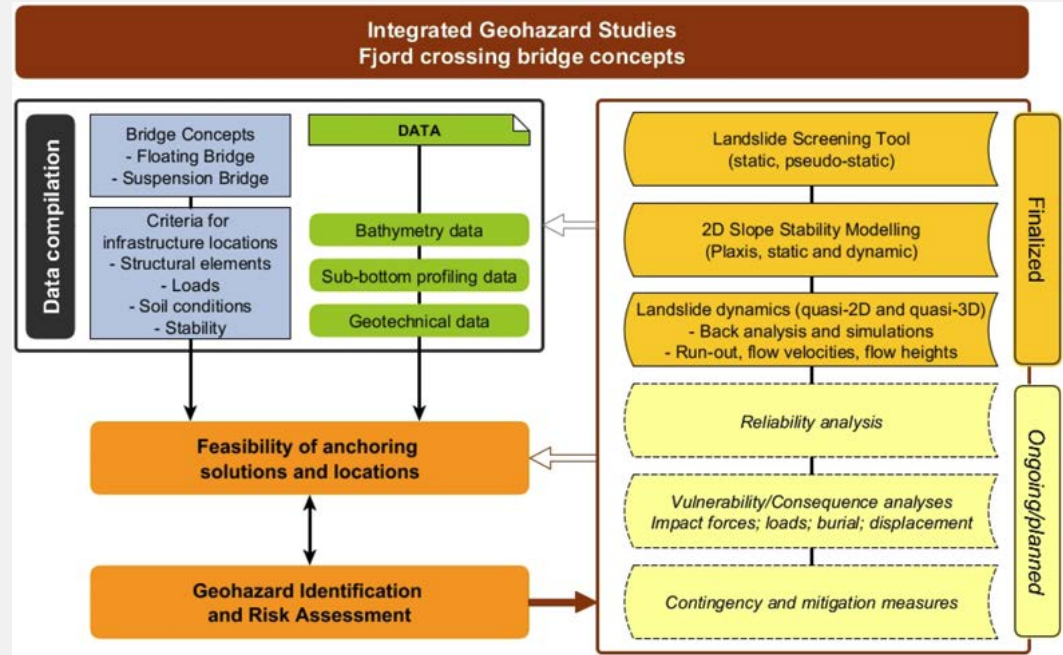 Integrated Geohazard Studies
Fjord crossing bridge concepts
Data compilation
Bridge Concepts
- Floating Bridge
- Suspension Bridge
Criteria for
infrastructure locations
- Structural elements
- Loads
- Soil conditions
- Stability
DATA
Bathymetry data
Sub-bottom profiling data
Geotechnical data
Feasibility of anchoring
solutions and locations
Geohazard Identification
and Risk Assessment
Landslide Screening Tool
(static, pseudo-static)
2D Slope Stability Modelling
(Plaxis, static and dynamic)
Landslide dynamics (quasi-2D and quasi-3D)
- Back analysis and simulations
- Run-out, flow velocities, flow heights
Finalized
Reliability analysis
Vulnerability/Consequence analyses
Impact forces; loads; burial; displacement
Contingency and mitigation measures
Ongoing/planned